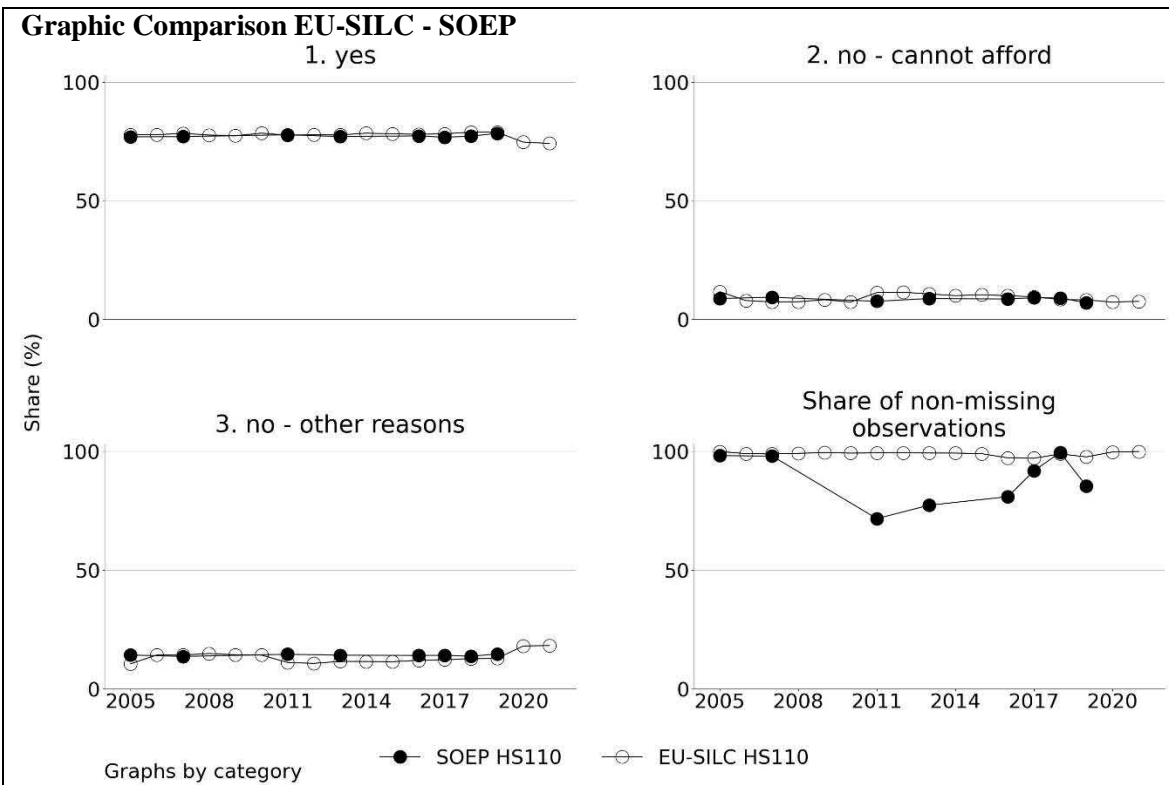 Graphic Comparison EU-SILC - SOEP
1. yes
2. no - cannot afford
100
50
0
100
50
0
Share (%)
3. no - other reasons
Share of non-missing
observations
100
50
0
2005 2008 2011 2014 2017 2020
100
50
0
2005 2008 2011 2014 2017 2020
SOEP HS110 EU-SILC HS110
Graphs by category